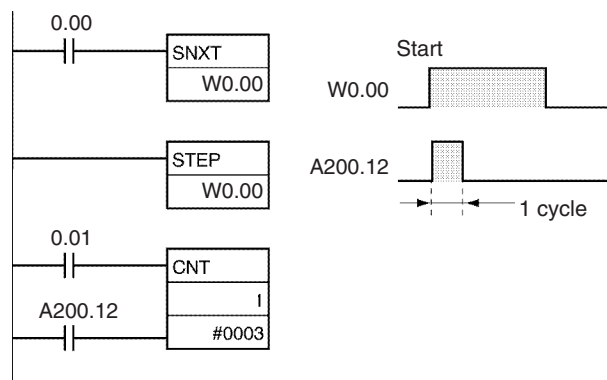 0.00
SNXT
W0.00
STEP
W0.00
0.01
CNT
1
A200.12
#0003
Start
W0.00
A200.12
1 cycle